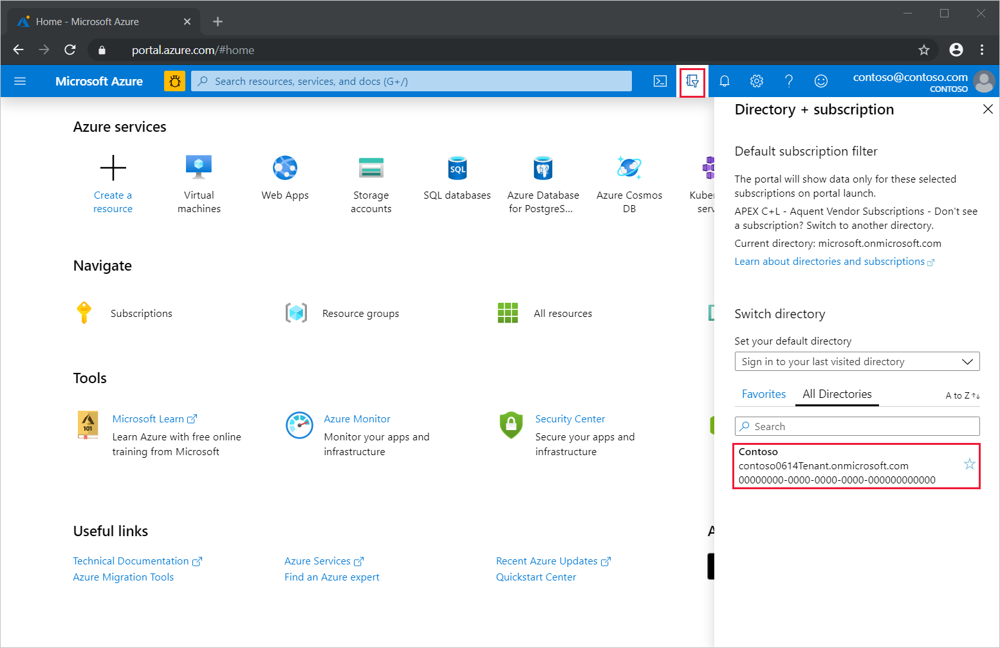 Home - Microsoft Azure
portal.azure.com/#home
Microsoft Azure
Search resources, services, and docs (G+/)
contoso@contoso.com
CONTOSO
Azure services
Create a
resource
Virtual
machines
Web Apps
Storage
accounts
SQL
SQL databases
Azure Database
for PostgreS...
Azure Cosmos
DB
Kuber
serv
Navigate
Subscriptions
Resource groups
All resources
Tools
101
Microsoft Learn
Learn Azure with free online
training from Microsoft
Azure Monitor
Monitor your apps and
infrastructure
Security Center
Secure your apps and
infrastructure
Useful links
Technical Documentation
Azure Migration Tools
Azure Services
Find an Azure expert
Recent Azure Updates
Quickstart Center
A
Directory + subscription
Default subscription filter
The portal will show data only for these selected
subscriptions on portal launch.
APEX C+L - Aquent Vendor Subscriptions - Don't see
a subscription? Switch to another directory.
Current directory: microsoft.onmicrosoft.com
Learn about directories and subscriptions
Switch directory
Set your default directory
Sign in to your last visited directory
Favorites
All Directories
A to Z
Search
Contoso
contoso0614Tenant.onmicrosoft.com
00000000-0000-0000-0000-000000000000